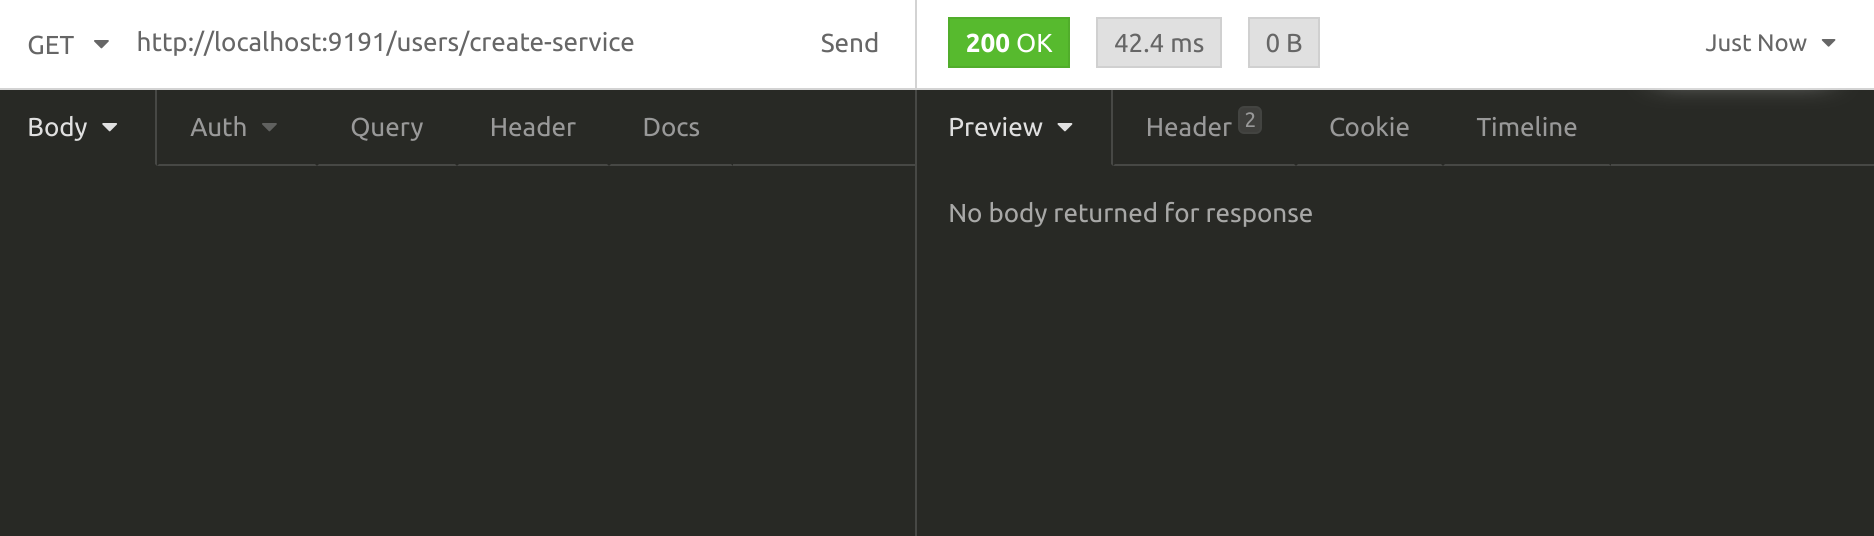 GET http://localhost:9191/users/create-service Send
200 OK 42.4 ms 0 B Just Now
Body Auth Query Header Docs
Preview Header 2 Cookie Timeline
No body returned for response